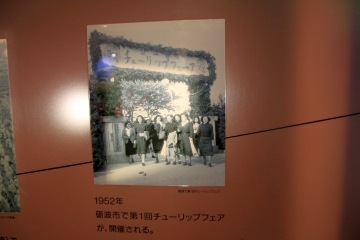 チューリップフェア
1952年
砺波市で第1回チューリップフェア
が、開催される。